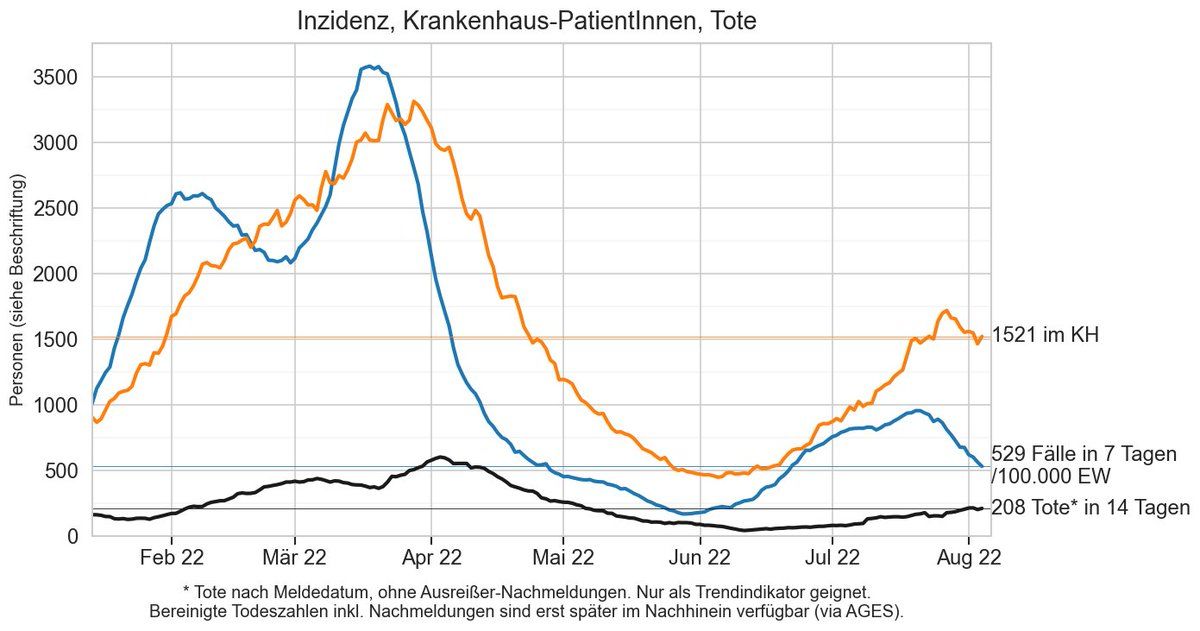 Inzidenz, Krankenhaus-PatientInnen, Tote
Personen (siehe Beschriftung)
3500
3000
2500
2000
1500
1000
500
0
1521 im KH
529 Fälle in 7 Tagen
/100.000 EW
208 Tote* in 14 Tagen
Feb 22 Mär 22 Apr 22 Mai 22 Jun 22 Jul 22 Aug 22
* Tote nach Meldedatum, ohne Ausreißer-Nachmeldungen. Nur als Trendindikator geeignet.
Bereinigte Todeszahlen inkl. Nachmeldungen sind erst später im Nachhinein verfügbar (via AGES).